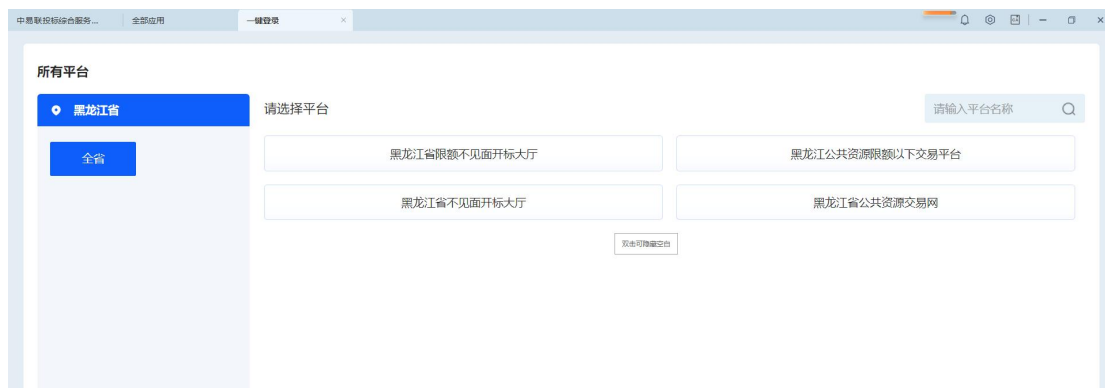 中易联投标综合服务... 全部应用 一键登录
所有平台
黑龙江省
请选择平台
请输入平台名称
全省
黑龙江省限额不见面开标大厅
黑龙江公共资源限额以下交易平台
黑龙江省不见面开标大厅
黑龙江省公共资源交易网
双击可隐藏空白